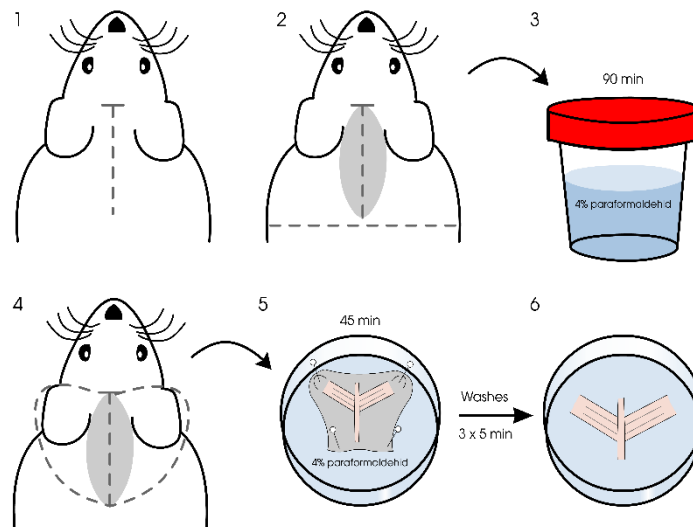 1
2
3
90 min
4% paraformaldehid
4
5
6
45 min
4% paraformaldehid
Washes
3 x 5 min